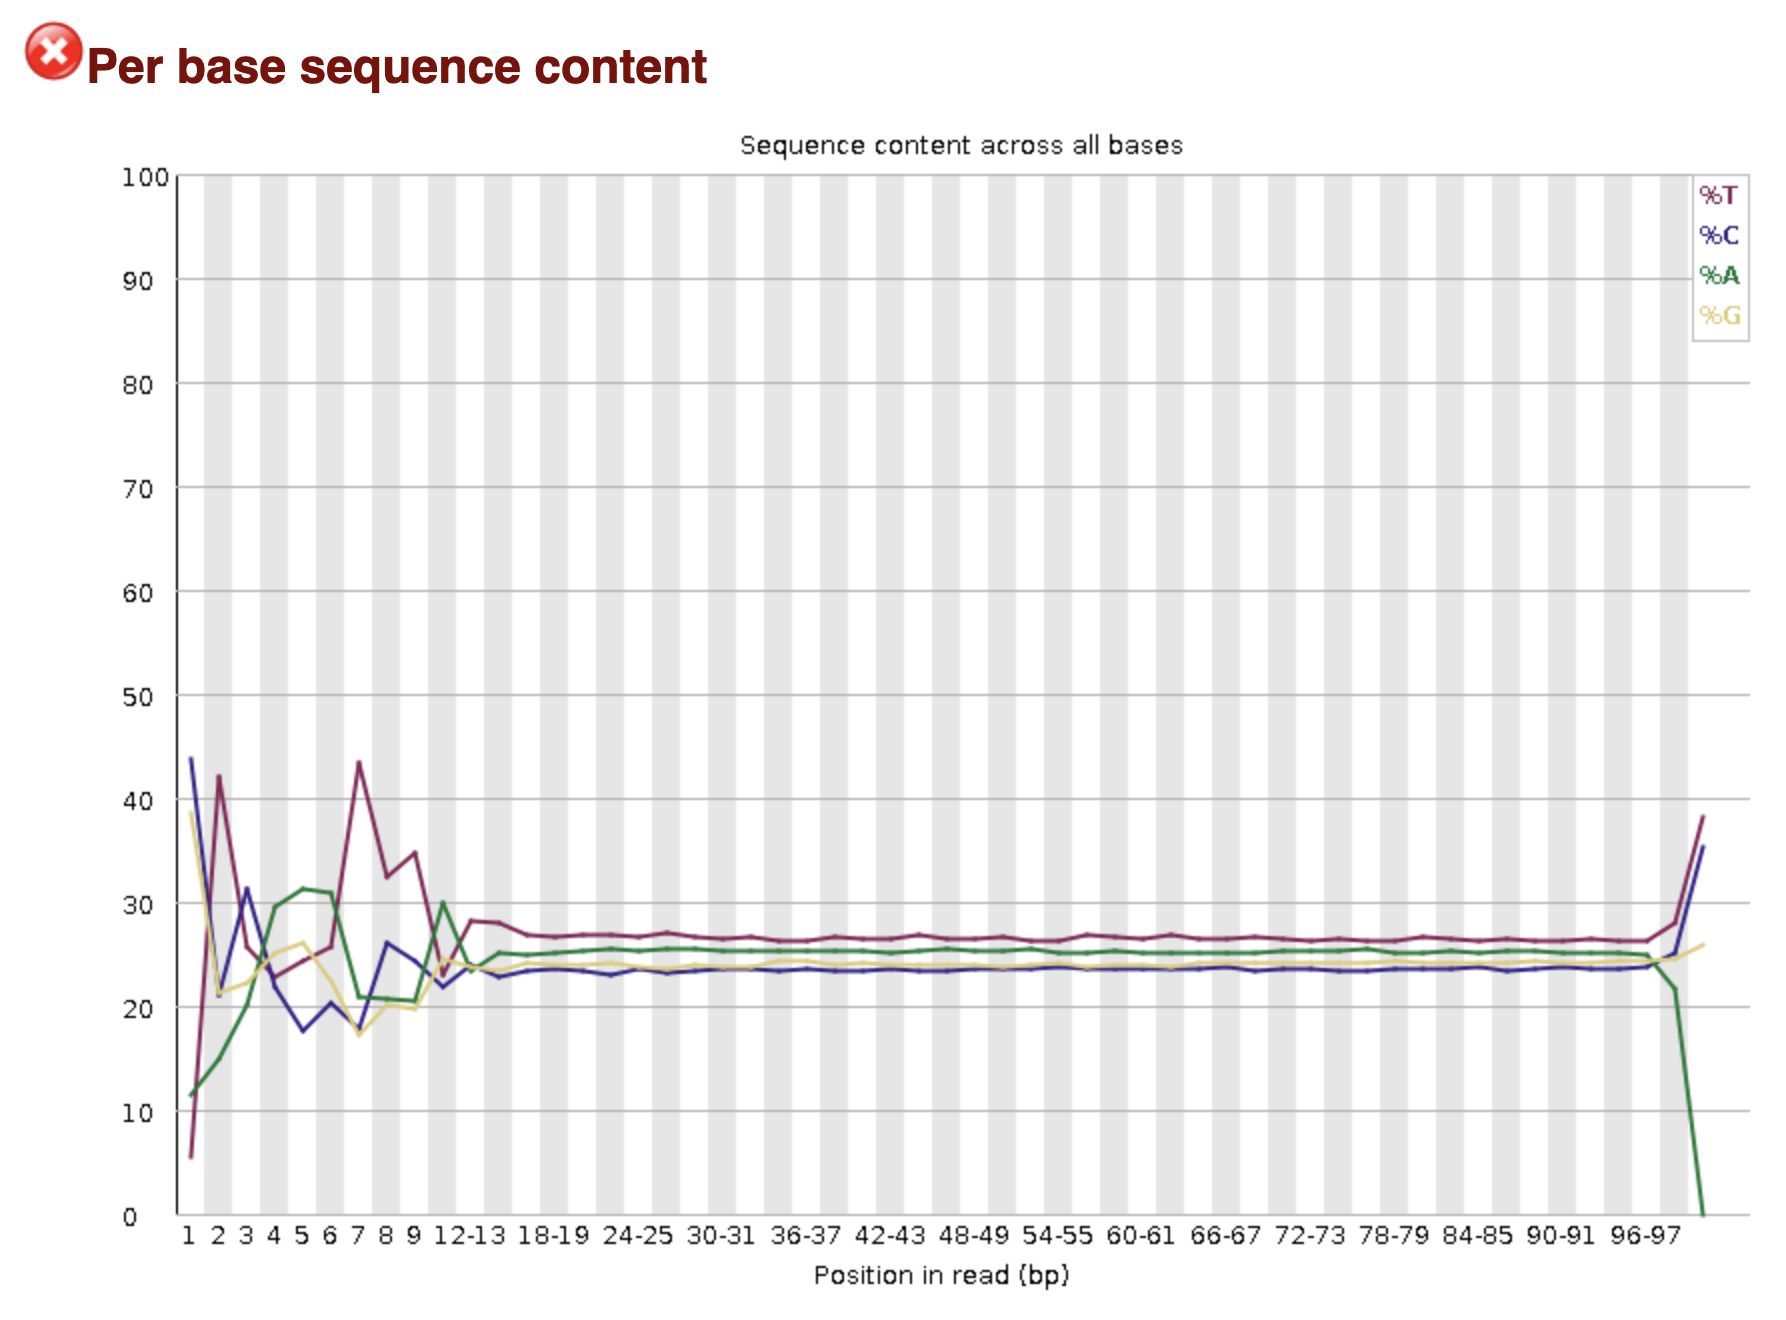 Per base sequence content
Sequence content across all bases
100
90
80
70
60
50
40
30
20
10
0
%T
%C
%A
%G
1 2 3 4 5 6 7 8 9 12-13 18-19 24-25 30-31 36-37 42-43 48-49 54-55 60-61 66-67 72-73 78-79 84-85 90-91 96-97
Position in read (bp)